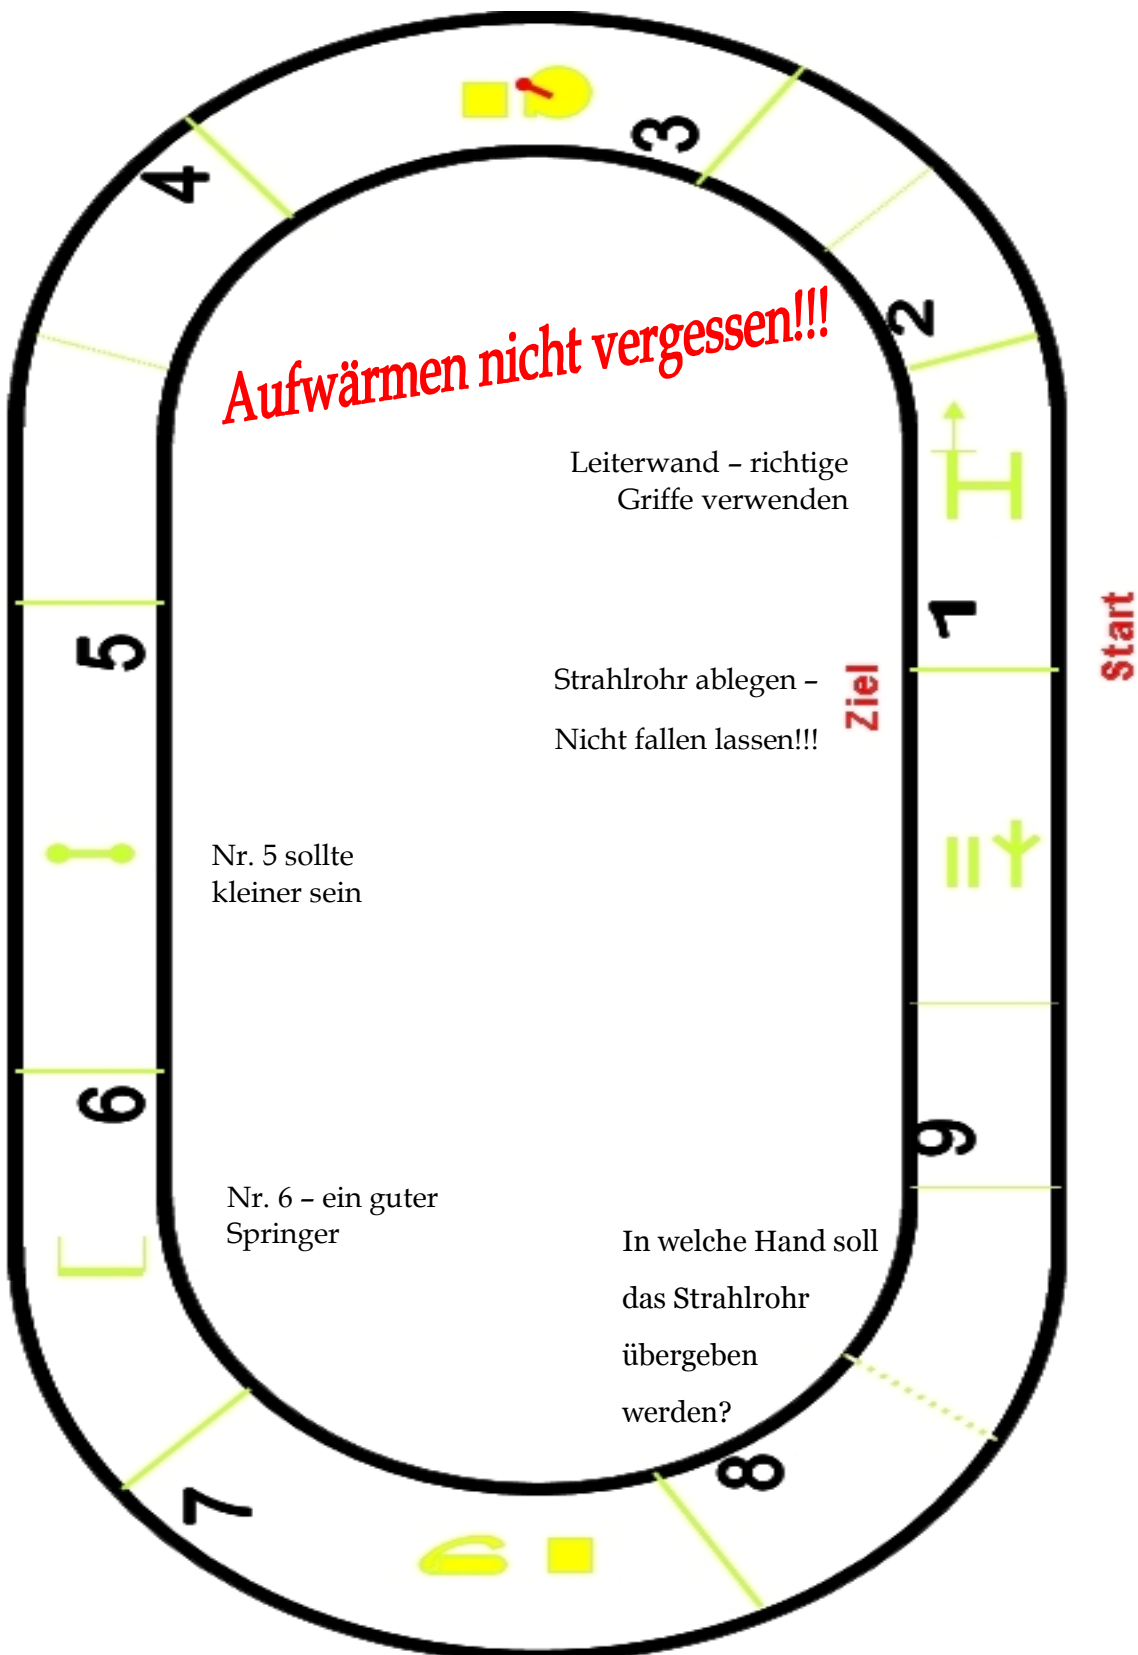 3
4
2
Aufwärmen nicht vergessen!!!
Leiterwand – richtige
Griffe verwenden
1
Start
5
Strahlrohr ablegen –
Ziel
Nicht fallen lassen!!!
Nr. 5 sollte
kleiner sein
6
9
Nr. 6 – ein guter
Springer
In welche Hand soll
das Strahlrohr
übergeben
werden?
8
7